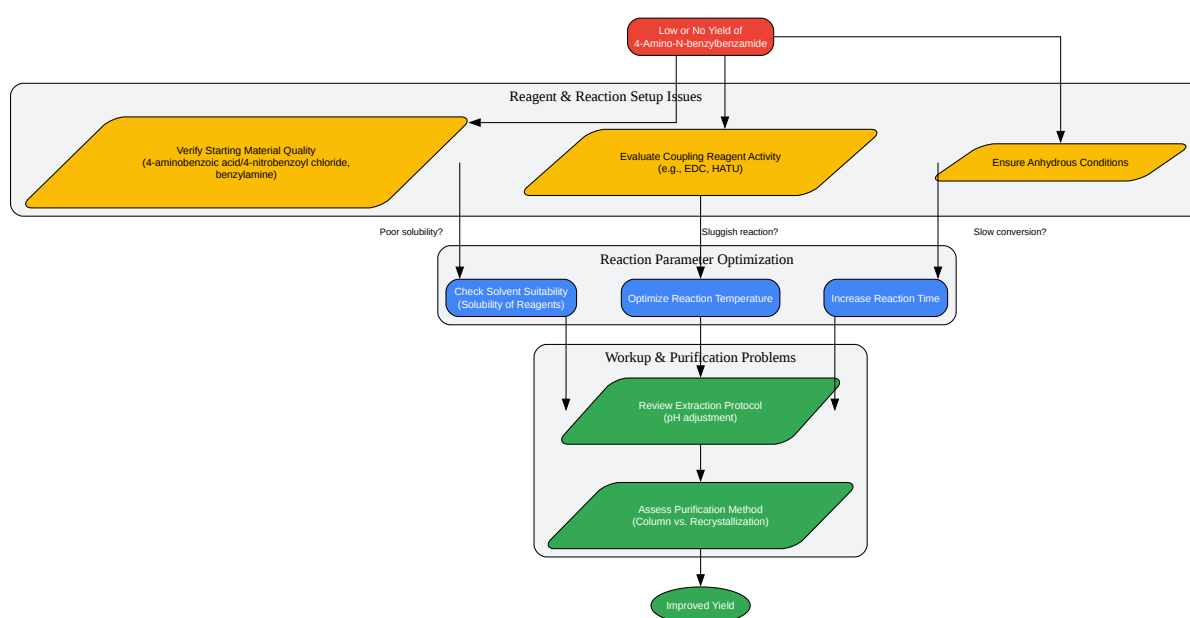 Low or No Yield of
4-Amino-N-benzylbenzamide
Reagent & Reaction Setup Issues
Verify Starting Material Quality
(4-aminobenzoic acid/4-nitrobenzoyl chloride,
benzylamine)
Evaluate Coupling Reagent Activity
(e.g., EDC, HATU)
Ensure Anhydrous Conditions
Poor solubility?
Sluggish reaction?
Slow conversion?
Reaction Parameter Optimization
Check Solvent Suitability
(Solubility of Reagents)
Optimize Reaction Temperature
Increase Reaction Time
Workup & Purification Problems
Review Extraction Protocol
(pH adjustment)
Assess Purification Method
(Column vs. Recrystallization)
Improved Yield